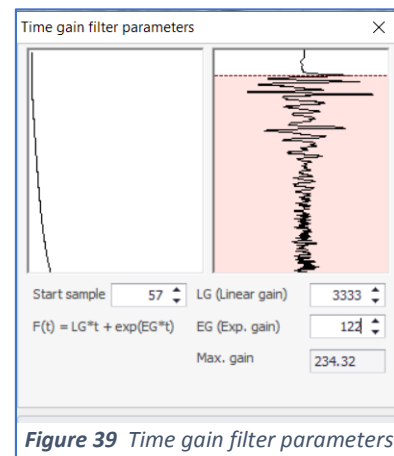 Time gain filter parameters
Start sample 57 LG (Linear gain) 3333
F(t) = LG*t + exp(EG*t) EG (Exp. gain) 122
Max. gain 234.32
Figure 39 Time gain filter parameters